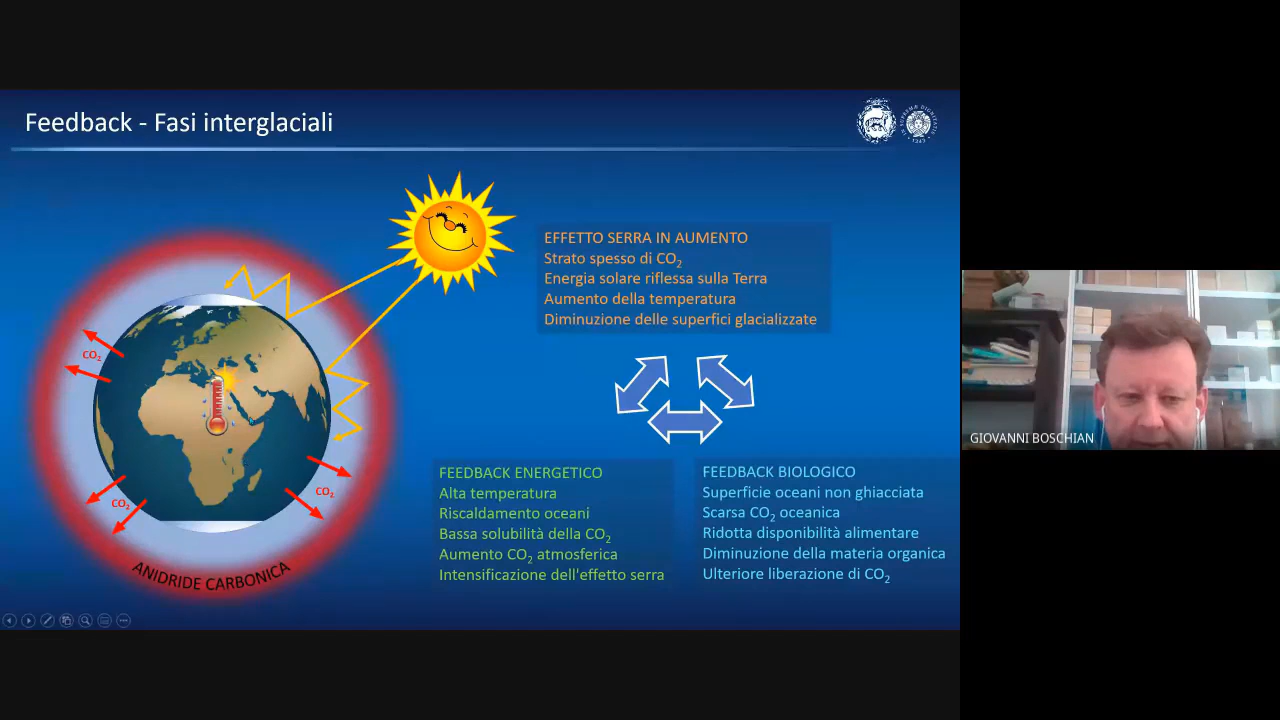 Feedback - Fasi interglaciali
EFFETTO SERRA IN AUMENTO
Strato spesso di CO₂
Energia solare riflessa sulla Terra
Aumento della temperatura
Diminuzione delle superfici glacializzate
CO₂
CO₂
CO₂
ANIDRIDE CARBONICA
FEEDBACK ENERGETICO
Alta temperatura
Riscaldamento oceani
Bassa solubilità della CO₂
Aumento CO₂ atmosferica
Intensificazione dell'effetto serra
FEEDBACK BIOLOGICO
Superficie oceani non ghiacciata
Scarsa CO₂ oceanica
Ridotta disponibilità alimentare
Diminuzione della materia organica
Ulteriore liberazione di CO₂
GIOVANNI BOSCHIAN